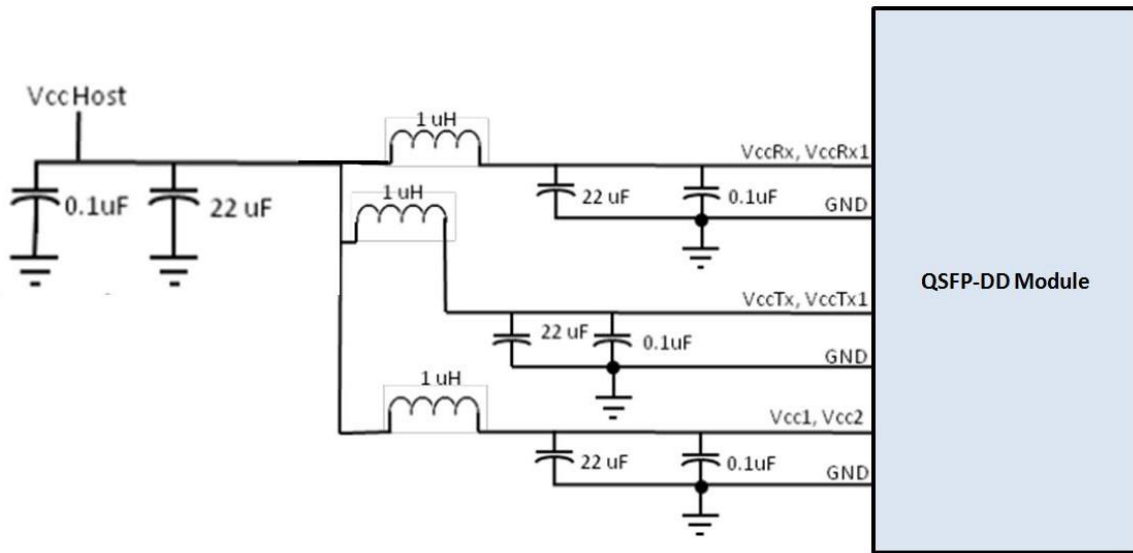 VccHost
0.1uF
22 uF
1 uH
VccRx, VccRx1
22 uF
0.1uF
GND
1 uH
QSFP-DD Module
VccTx, VccTx1
22 uF
0.1uF
GND
1 uH
Vcc1, Vcc2
22 uF
0.1uF
GND